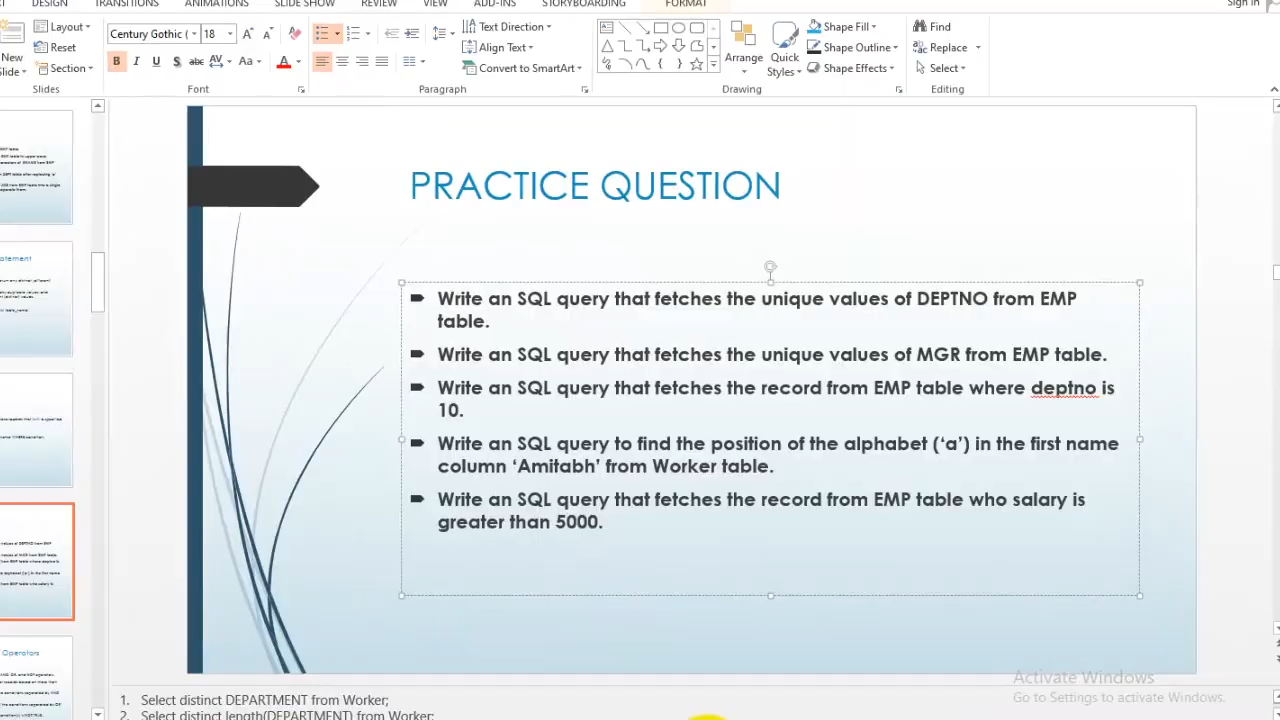 DESIGN TRANSITIONS ANIMATIONS SLIDE SHOW REVIEW VIEW ADD-INS STORYBOARDING FORMAT Sign in
Layout Century Gothic ( 18 Text Direction Shape Fill Find
New Reset Align Text Shape Outline Replace
Slide Section B I U S abc AV Aa A Convert to SmartArt Arrange Quick Styles Shape Effects Select
Slides Font Paragraph Drawing Editing
PRACTICE QUESTION
Write an SQL query that fetches the unique values of DEPTNO from EMP
table.
Write an SQL query that fetches the unique values of MGR from EMP table.
Write an SQL query that fetches the record from EMP table where deptno is
10.
Write an SQL query to find the position of the alphabet (‘a’) in the first name
column ‘Amitabh’ from Worker table.
Write an SQL query that fetches the record from EMP table who salary is
greater than 5000.
Operators
Activate Windows
Go to Settings to activate Windows.
1. Select distinct DEPARTMENT from Worker;
2. Select distinct length(DEPARTMENT) from Worker;